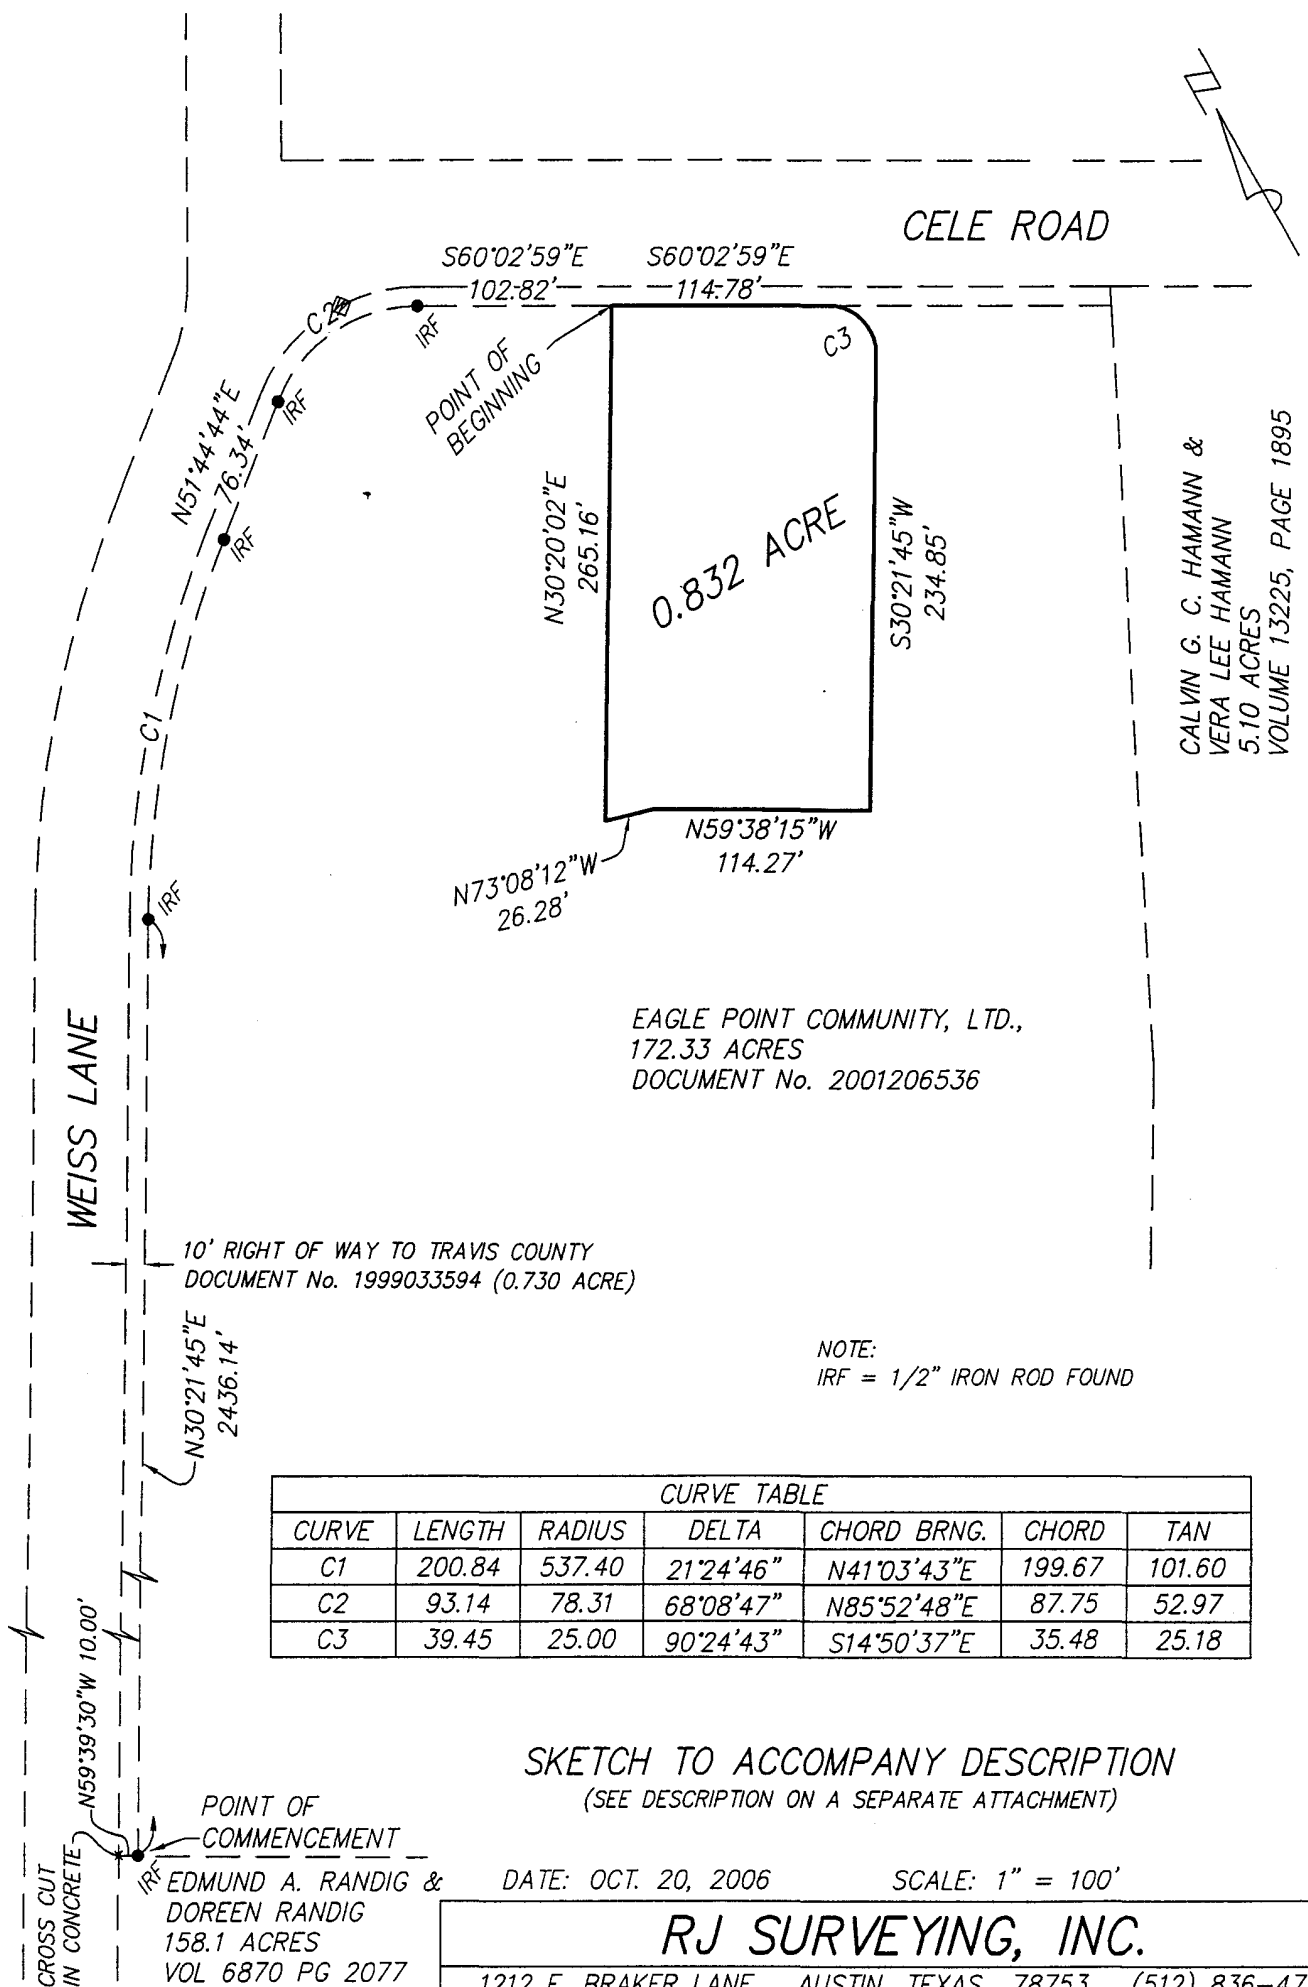 CELE ROAD
S60°02'59"E
102.82'
S60°02'59"E
114.78'
C2
IRF
C3
POINT OF
BEGINNING
IRF
N51°44'44"E
76.34'
IRF
N30°20'02"E
265.16'
0.832 ACRE
S30°21'45"W
234.85'
CALVIN G. C. HAMANN &
VERA LEE HAMANN
5.10 ACRES
VOLUME 13225, PAGE 1895
C1
N59°38'15"W
114.27'
N73°08'12"W
26.28'
IRF
EAGLE POINT COMMUNITY, LTD.,
172.33 ACRES
DOCUMENT No. 2001206536
WEISS LANE
10' RIGHT OF WAY TO TRAVIS COUNTY
DOCUMENT No. 1999033594 (0.730 ACRE)
N30°21'45"E
2436.14'
NOTE:
IRF = 1/2" IRON ROD FOUND
CURVE TABLE
CURVE LENGTH RADIUS DELTA CHORD BRNG. CHORD TAN
C1 200.84 537.40 21°24'46" N41°03'43"E 199.67 101.60
C2 93.14 78.31 68°08'47" N85°52'48"E 87.75 52.97
C3 39.45 25.00 90°24'43" S14°50'37"E 35.48 25.18
N59°39'30"W 10.00'
SKETCH TO ACCOMPANY DESCRIPTION
(SEE DESCRIPTION ON A SEPARATE ATTACHMENT)
POINT OF
COMMENCEMENT
IRF
CROSS CUT
IN CONCRETE
EDMUND A. RANDIG &
DOREEN RANDIG
158.1 ACRES
VOL 6870 PG 2077
DATE: OCT. 20, 2006 SCALE: 1" = 100'
RJ SURVEYING, INC.
1212 E. BRAKER LANE AUSTIN, TEXAS 78753 (512) 836-47